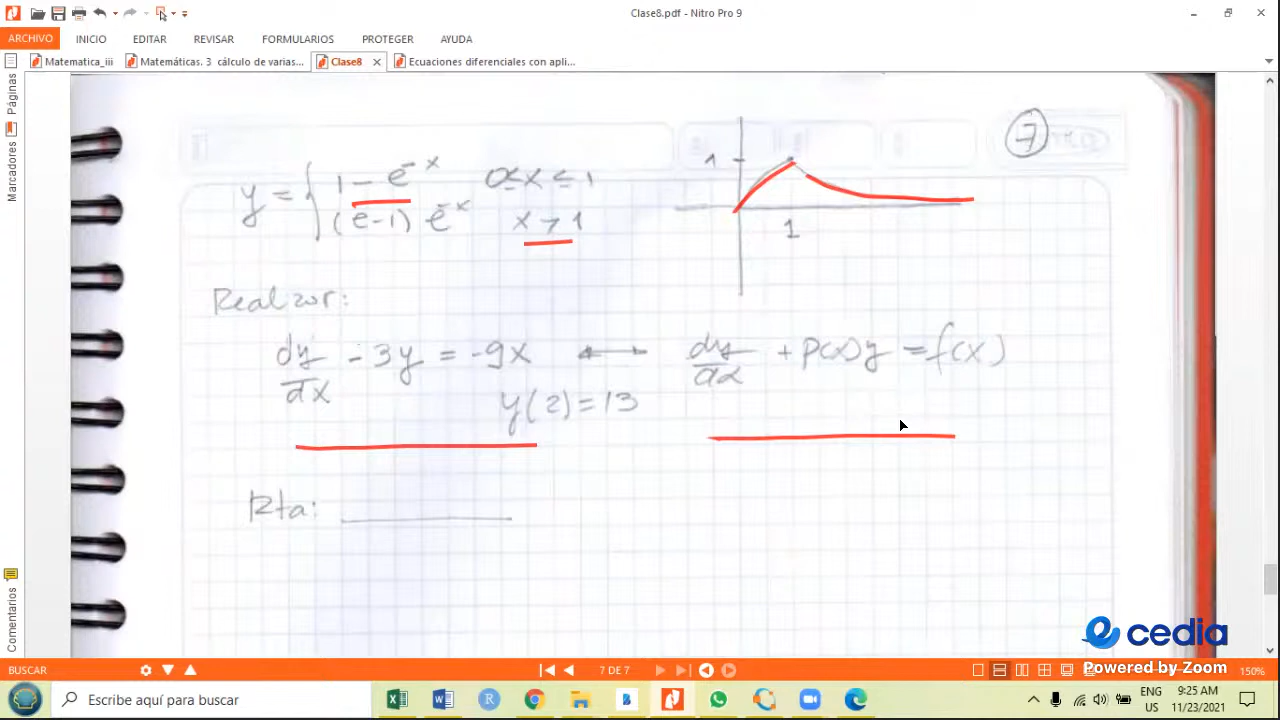 Clase8.pdf - Nitro Pro 9
ARCHIVO INICIO EDITAR REVISAR FORMULARIOS PROTEGER AYUDA
Matematica_iii Matemáticas. 3 cálculo de varias... Clase8 Ecuaciones diferenciales con apli...
Páginas
Marcadores
Comentarios
7
y = { 1 - e^-x 0 ≤ x ≤ 1
(e-1) e^-x x > 1
1
1
Realizar:
dy/dx - 3y = -9x ↔ dy/dx + P(x)y = f(x)
y(2) = 13
Rta:
cedia
Powered by Zoom
BUSCAR 7 DE 7 150%
Escribe aquí para buscar
ENG 9:25 AM
US 11/23/2021